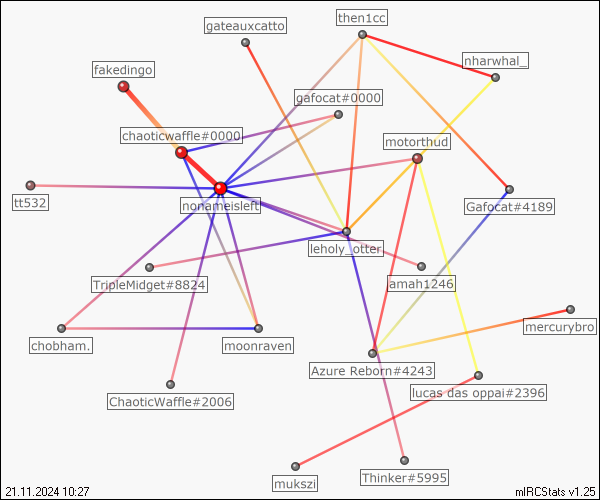 then1cc
gateauxcatto
nharwhal_
fakedingo
gafocat#0000
chaoticwaffle#0000
motorthud
tt532
nonameisleft
Gafocat#4189
leholy_otter
TripleMidget#8824
amah1246
mercurybro
chobham.
moonraven
Azure Reborn#4243
lucas das oppai#2396
ChaoticWaffle#2006
mukszi
Thinker#5995
21.11.2024 10:27
mIRCStats v1.25